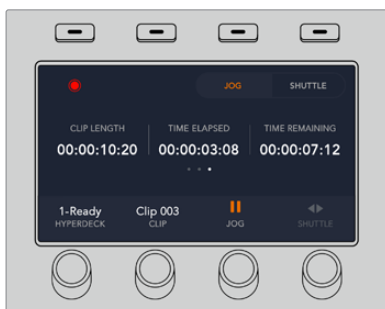 JOG SHUTTLE
CLIP LENGTH TIME ELAPSED TIME REMAINING
00:00:10:20 00:00:03:08 00:00:07:12
1-Ready Clip 003
HYPERDECK CLIP JOG SHUTTLE